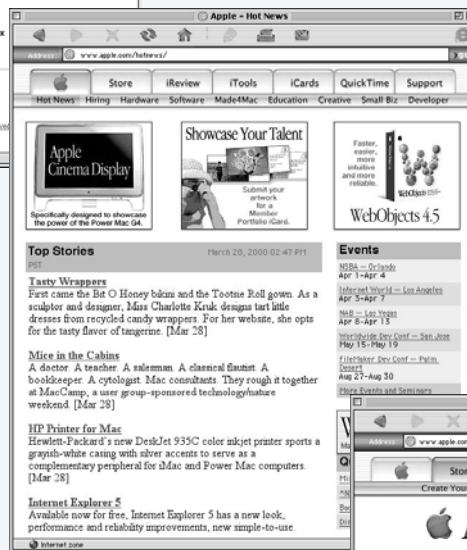 Apple - Hot News
Address
www.apple.com/hotnews/
Store
iReview
iTools
iCards
QuickTime
Support
Hot News
Hiring
Hardware
Software
Made4Mac
Education
Creative
Small Biz
Developer
Apple
Cinema Display
Specifically designed to showcase
the power of the Power Mac G4.
Showcase Your Talent
Submit your
artwork
for a
Member
Portfolio iCard.
Faster,
easier,
more
intuitive
and more
reliable.
WebObjects
WebObjects 4.5
Top Stories
March 28, 2000 02:47 PM
PST
Tasty Wrappers
First came the Bit O Honey bikini and the Tootsie Roll gown. As a
sculptor and designer, Miss Charlotte Kruk designs tart little
dresses from recycled candy wrappers. For her website, she opts
for the tasty flavor of tangerine. [Mar 28]
Mice in the Cabins
A doctor. A teacher. A salesman. A classical flautist. A
bookkeeper. A cytologist. Mac consultants. They rough it together
at MacCamp, a user group-sponsored technology/nature
weekend. [Mar 28]
HP Printer for Mac
Hewlett-Packard's new DeskJet 935C color inkjet printer sports a
grayish-white casing with silver accents to serve as a
complementary peripheral for iMac and Power Mac computers.
[Mar 28]
Internet Explorer 5
Available now for free, Internet Explorer 5 has a new look,
performance and reliability improvements, new simple-to-use
Internet zone
Events
NSBA — Orlando
Apr 1-Apr 4
Internet World — Los Angeles
Apr 3-Apr 7
NAB — Las Vegas
Apr 8-Apr 13
Worldwide Dev Conf — San Jose
May 15-May 19
FileMaker Dev Conf — Palm
Desert
Aug 27-Aug 30
More Events and Seminars
Address
www.apple.co
Stor
Create Your